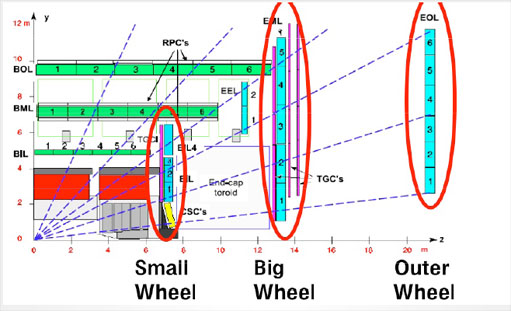 12 m
y
EML
EOL
RPC's
BOL
1 2 3 4 5 6
5
6
10
EEL
2
1
4
5
8
BML
1 2 3 4 5 6
3
4
6
TGC1
EIL4
3
BIL
1 2 3 4 5 6
2
2
4
EIL
2
1
End-cap
toroid
TGC's
1
1
2
CSC's
0
0 2 4 6 8 10 12 14 16 18 20 m z
Small
Wheel
Big
Wheel
Outer
Wheel